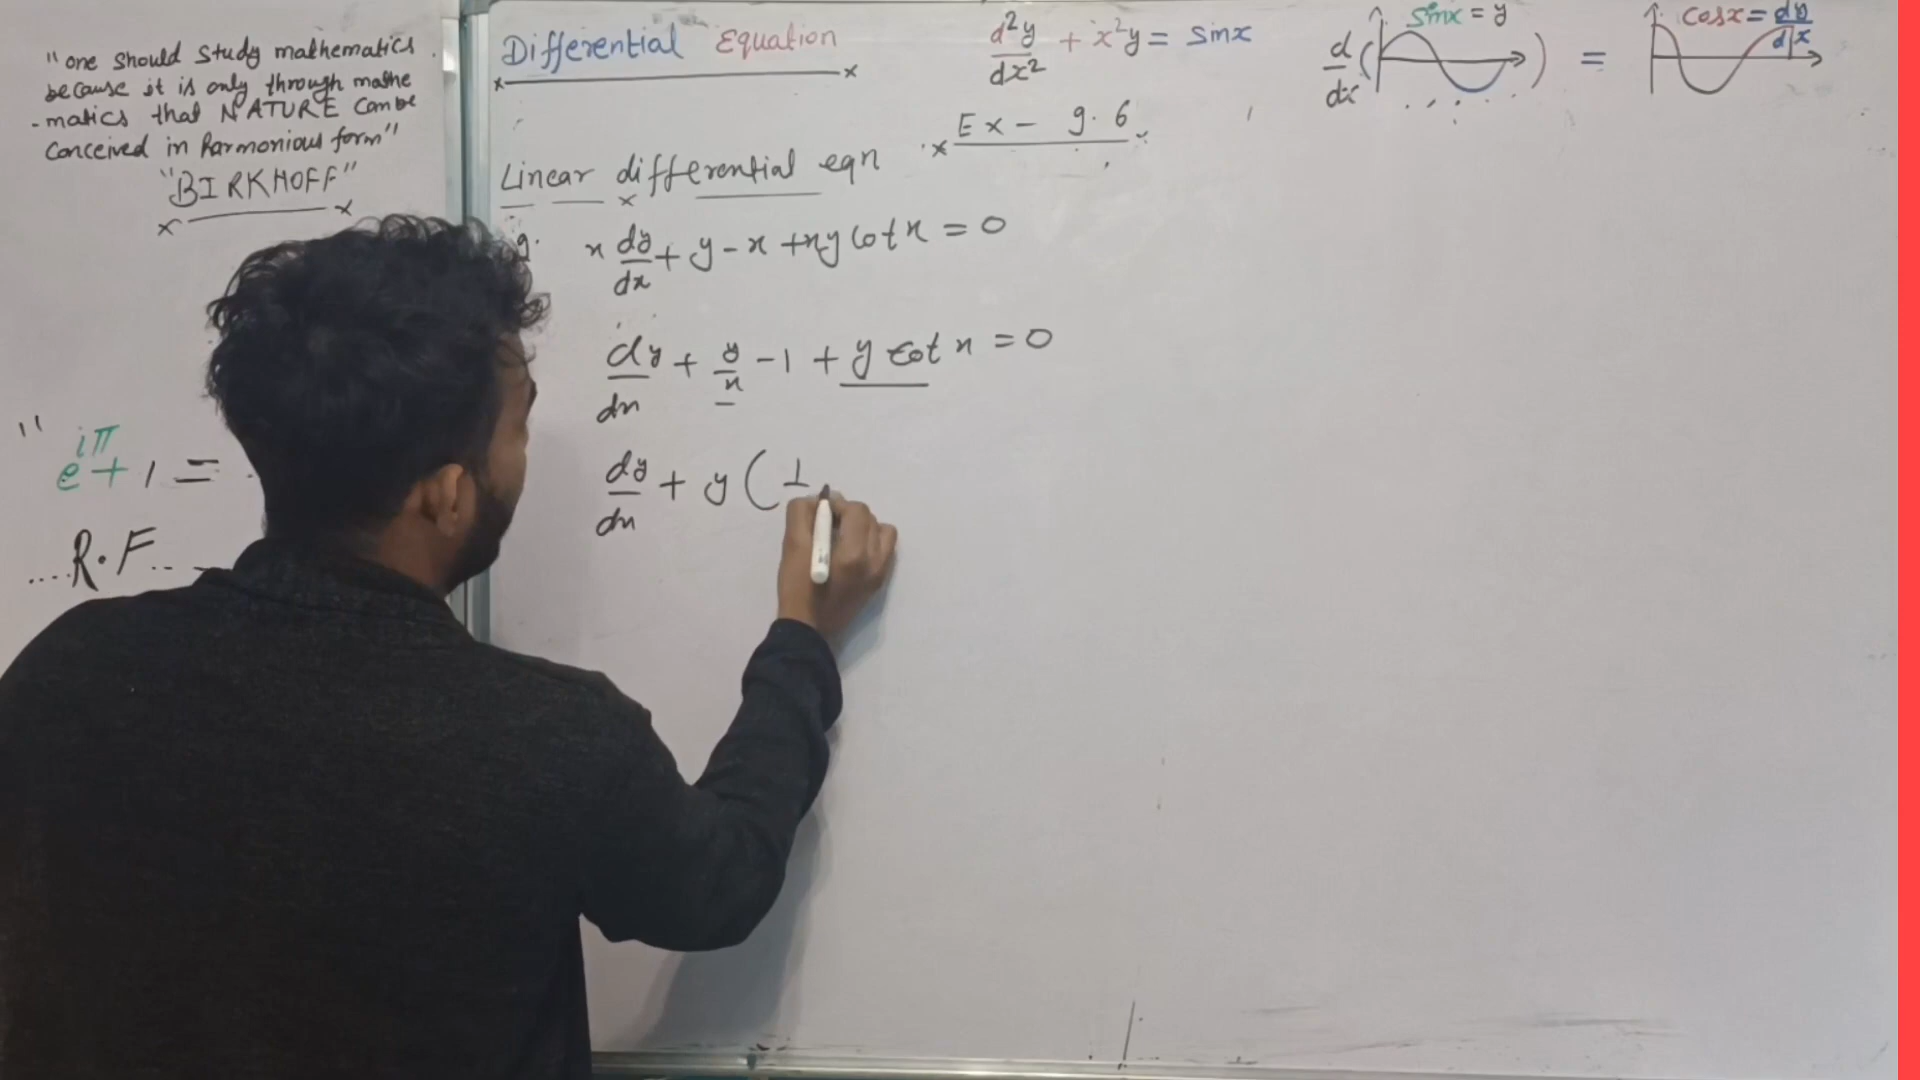 "one should study mathematics
because it is only through mathe
-matics that NATURE can be
conceived in harmonious form"
"BIRKHOFF"
"
e^{iπ}+1 =
....R.F...
Differential Equation
d²y/dx² + x²y = sinx
d/dx ( sinx = y ) = cosx = dy/dx
Ex - 9.6
Linear differential eqn
g. x dy/dx + y - x + xy cot x = 0
dy/dx + y/x - 1 + y cot x = 0
dy/dx + y ( 1